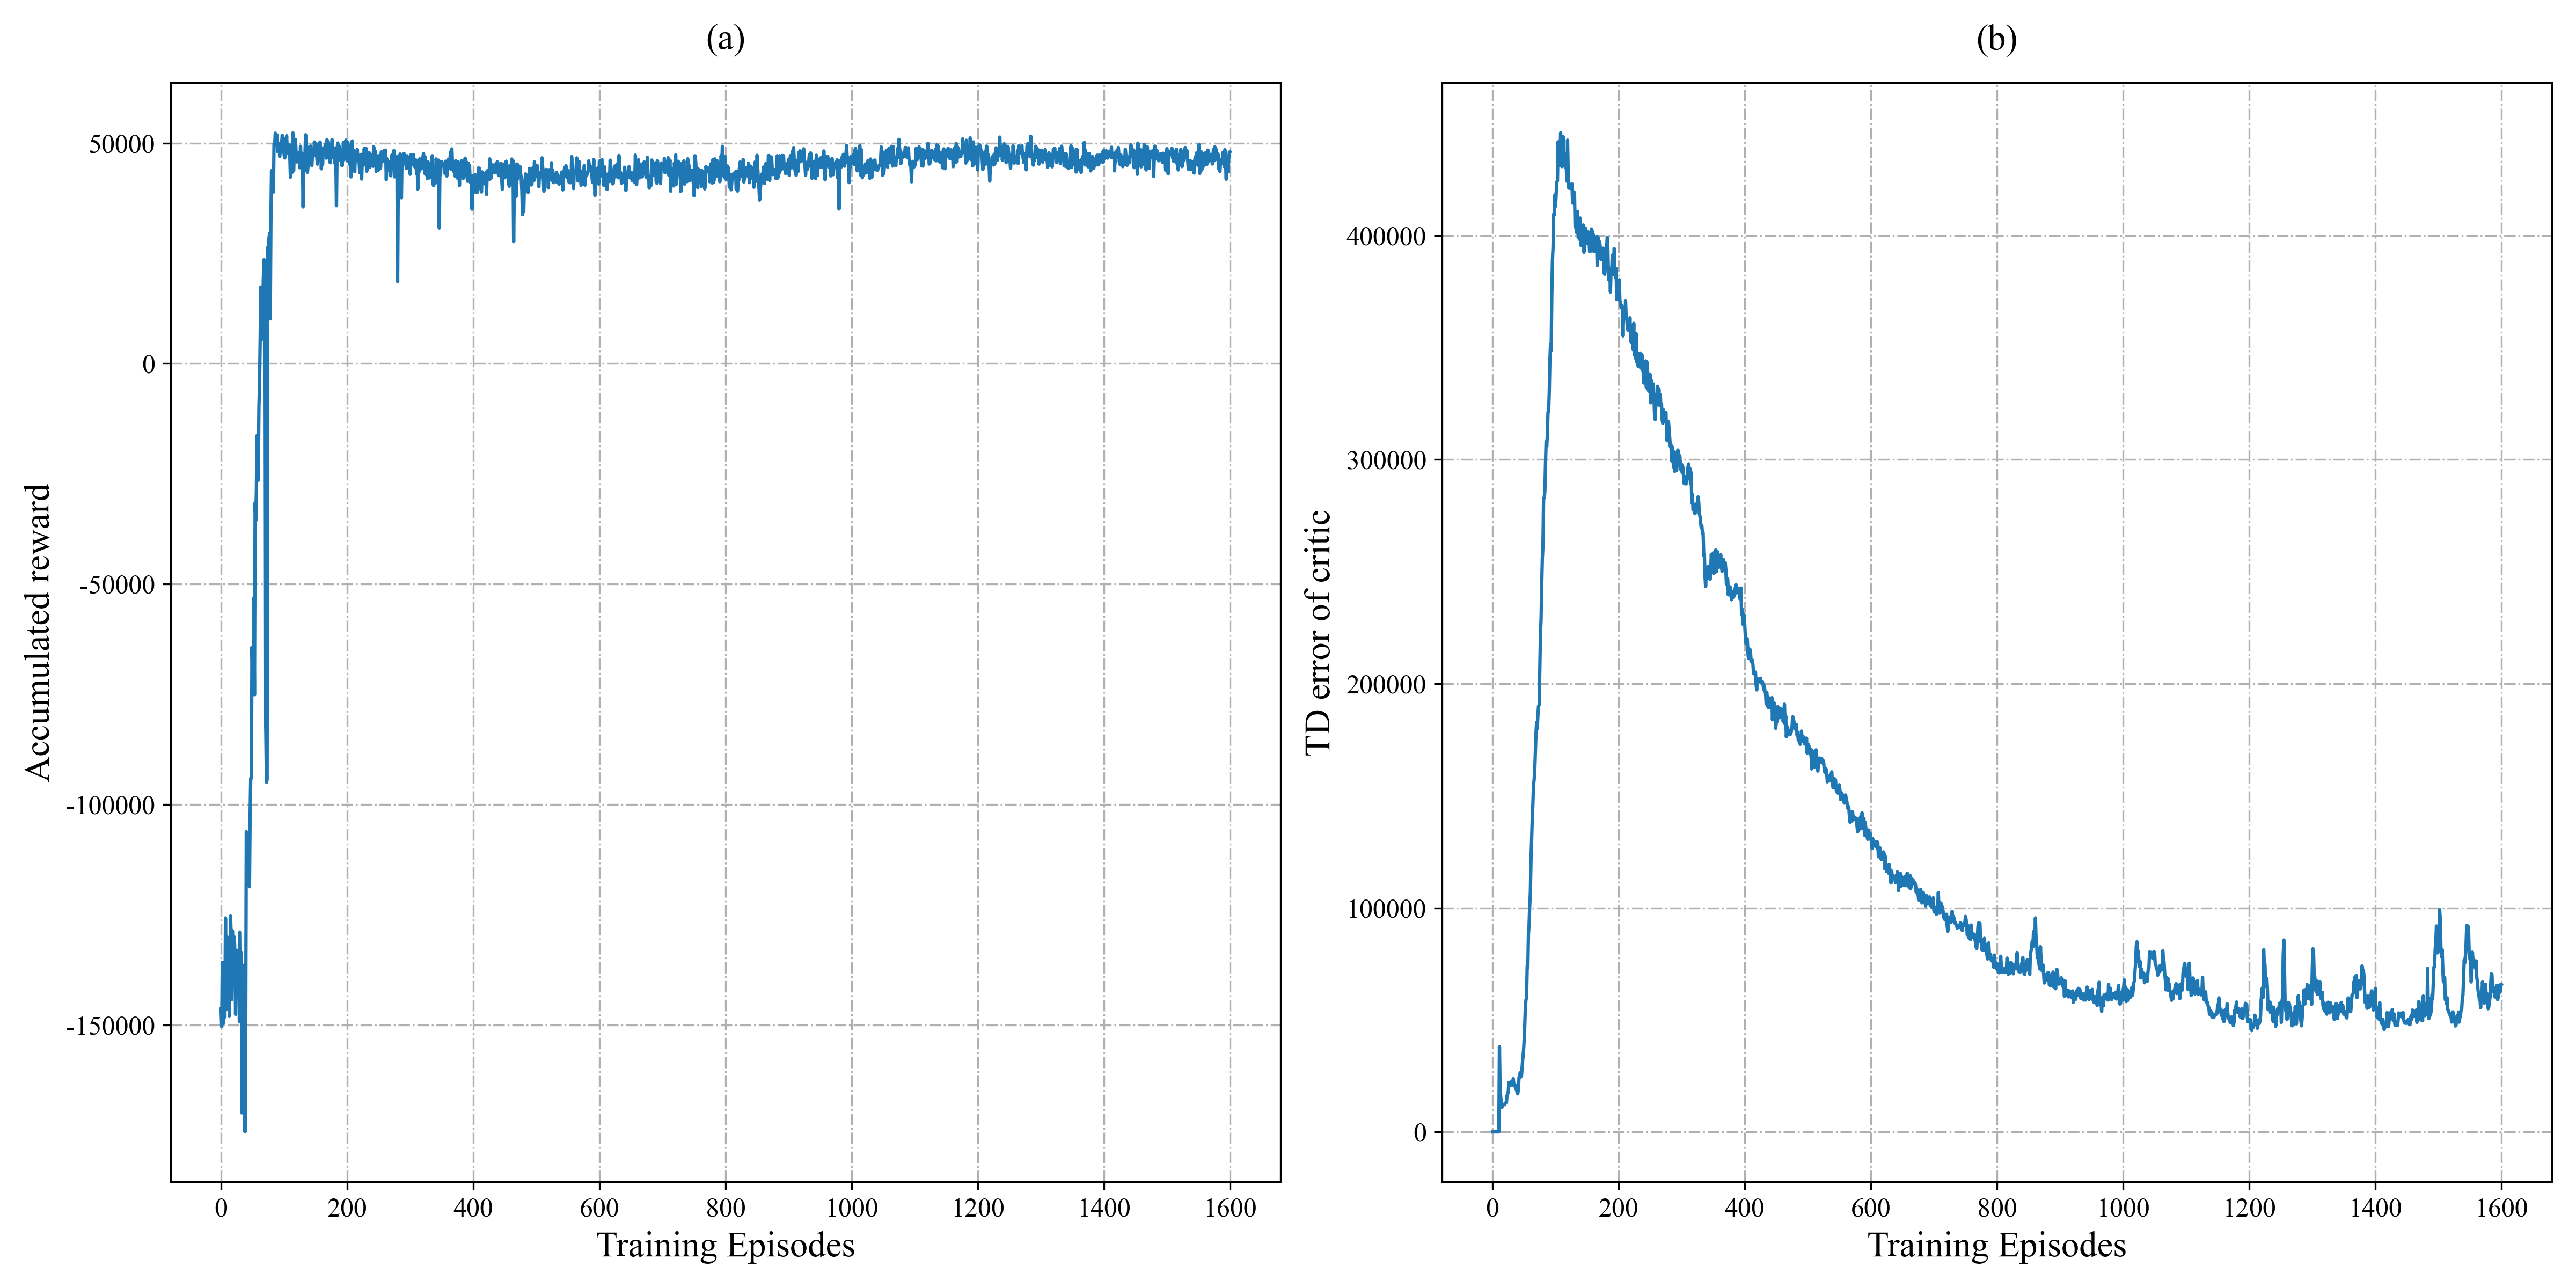 (a)
Accumulated reward
50000
0
-50000
-100000
-150000
0 200 400 600 800 1000 1200 1400 1600
Training Episodes
(b)
TD error of critic
400000
300000
200000
100000
0
0 200 400 600 800 1000 1200 1400 1600
Training Episodes